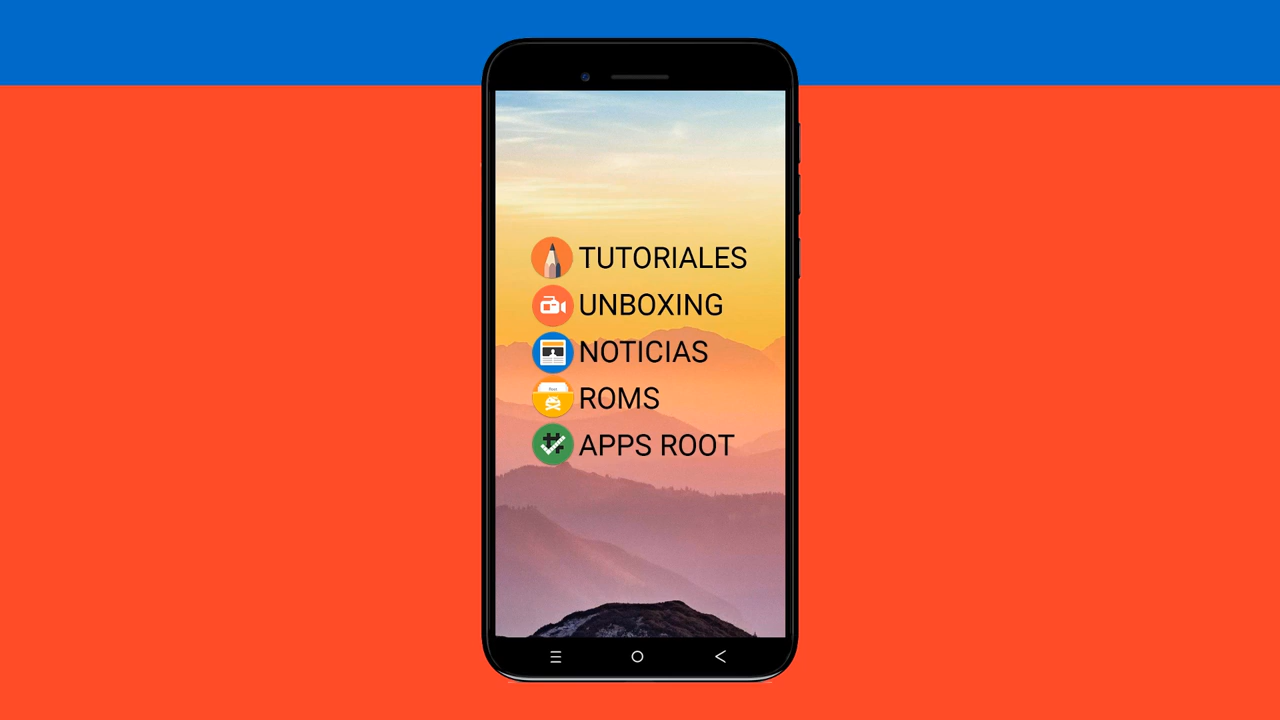 TUTORIALES
UNBOXING
NOTICIAS
ROMS
APPS ROOT